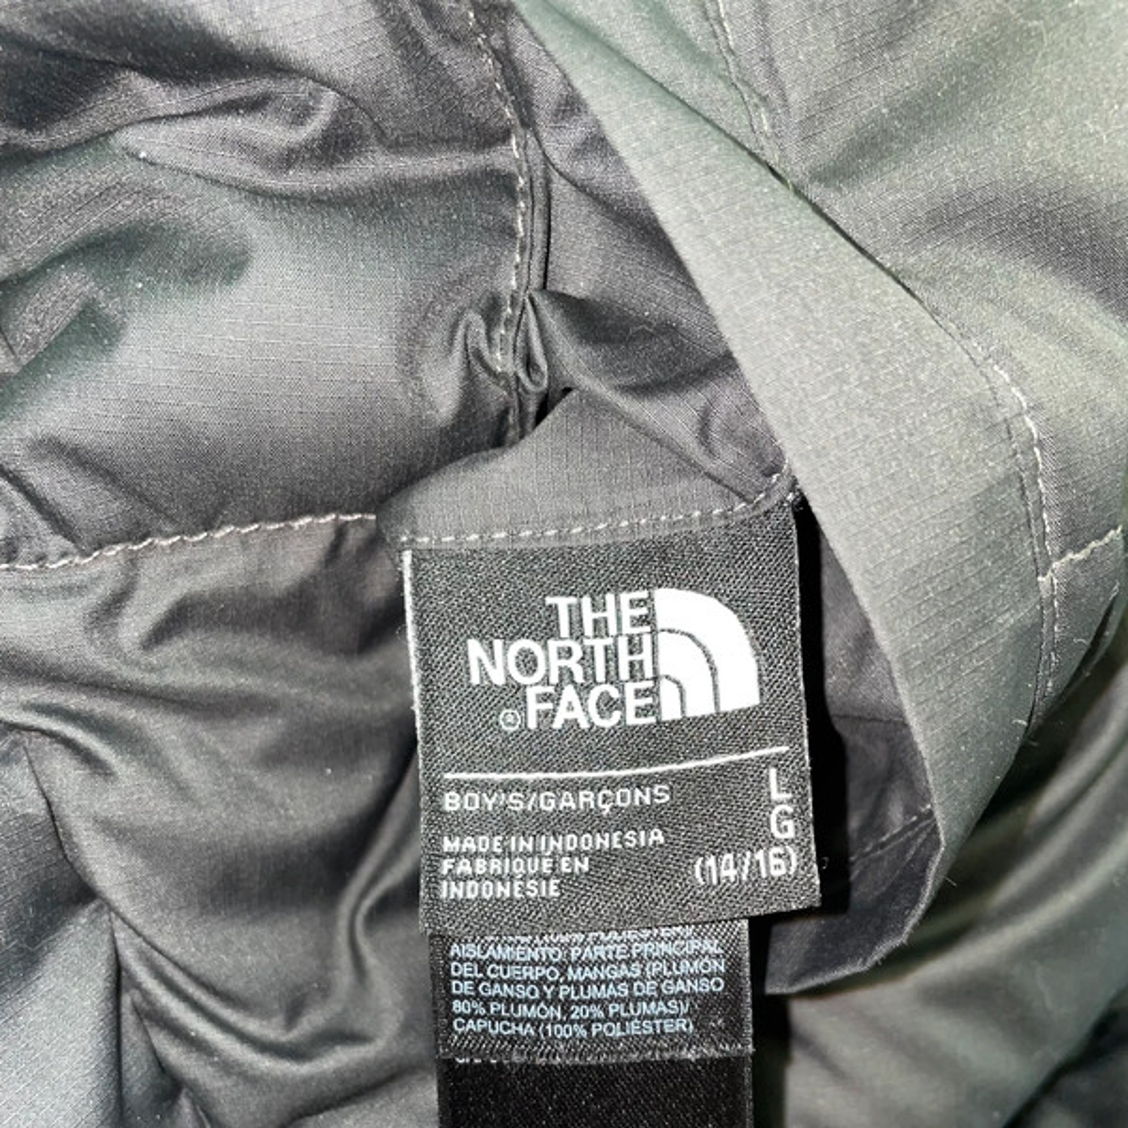 THE
NORTH
®FACE
BOY'S/GARÇONS
L
G
(14/16)
MADE IN INDONESIA
FABRIQUE EN
INDONESIE
AISLAMIENTO: PARTE PRINCIPAL
DEL CUERPO, MANGAS (PLUMÓN
DE GANSO Y PLUMAS DE GANSO
80% PLUMÓN, 20% PLUMAS)/
CAPUCHA (100% POLIÉSTER)